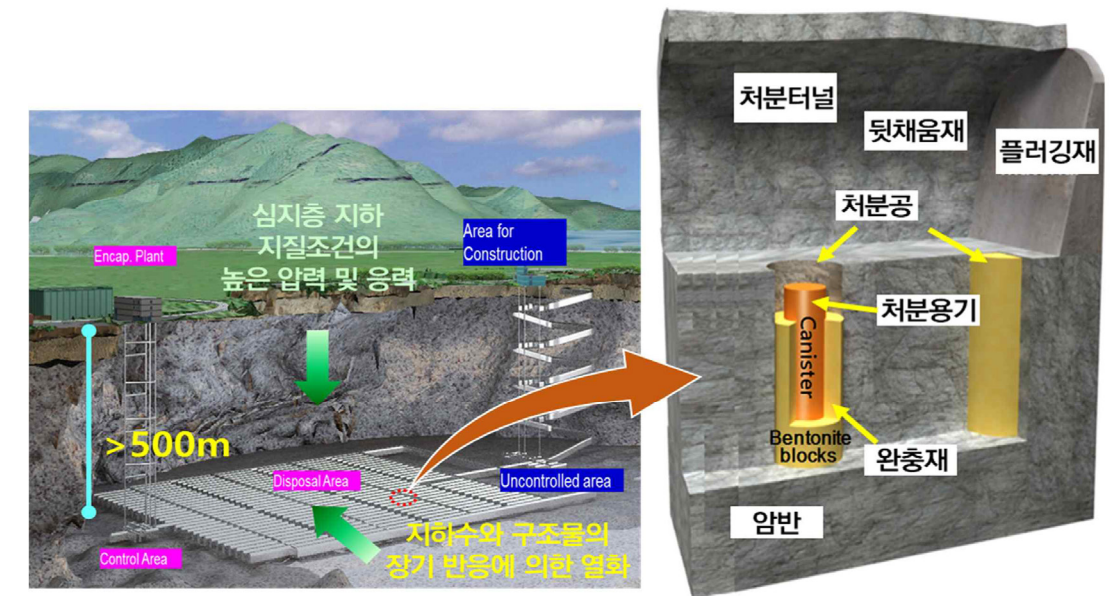 심지층 지하
지질조건의
높은 압력 및 응력
Encap. Plant
Area for
Construction
>500m
Disposal Area
Uncontrolled area
지하수와 구조물의
장기 반응에 의한 열화
Control Area
처분터널
뒷채움재
플러깅재
처분공
처분용기
Canister
Bentonite
blocks
완충재
암반